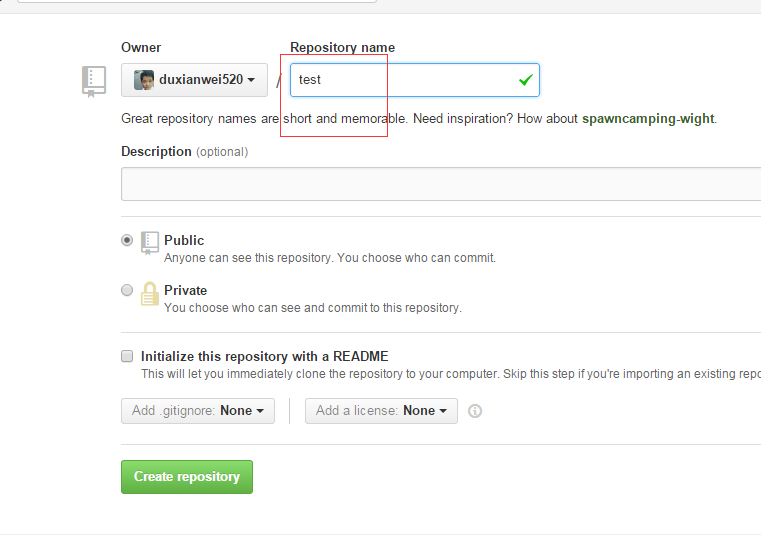 Owner Repository name
duxianwei520 / test
Great repository names are short and memorable. Need inspiration? How about spawncamping-wight.
Description (optional)
Public
Anyone can see this repository. You choose who can commit.
Private
You choose who can see and commit to this repository.
Initialize this repository with a README
This will let you immediately clone the repository to your computer. Skip this step if you're importing an existing repo
Add .gitignore: None Add a license: None
Create repository